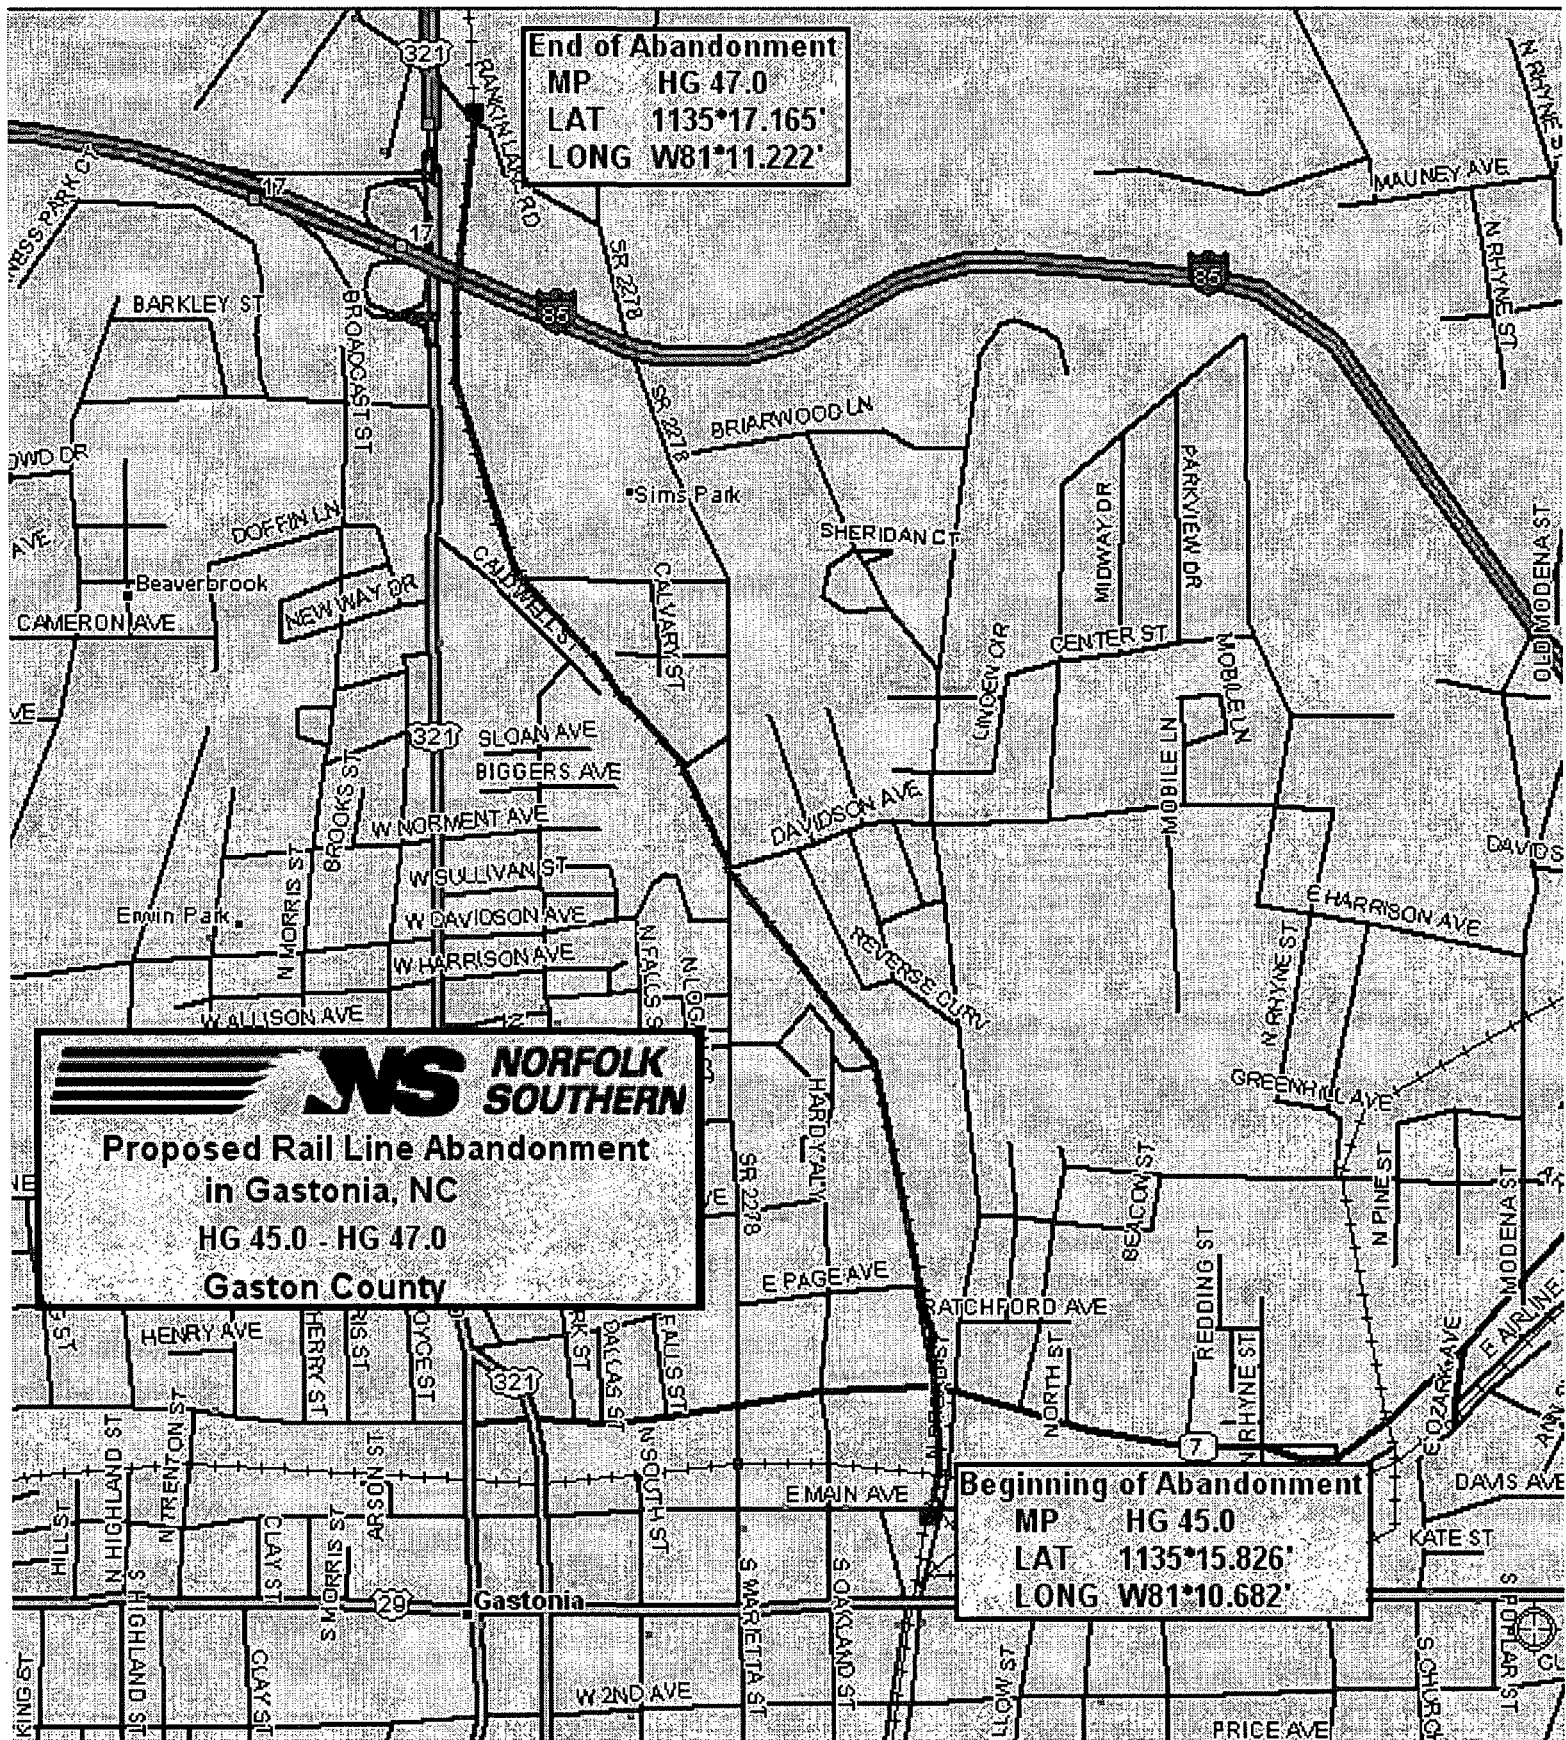 321
End of Abandonment
MP HG 47.0
LAT 1135*17.165'
LONG W81*11.222'
N RHYNE
MAUNEY AVE
17
17
N RHYNE ST
SR 2278
85
85
BARKLEY ST
BROADCAST ST
SR 2278
BRIARWOOD LN
Sims Park
DOFFIN LN
SHERIDAN CT
MIDWAY DR
PARKVIEW DR
OLD MODENA ST
AVE
Beaverbrook
NEW WAY DR
CALDWELL ST
CALVARY ST
CAMERON AVE
CENTER ST
LINDEN CIR
MOBILE LN
321
SLOAN AVE
BIGGERS AVE
BROOKS ST
W NORMENT AVE
DAVIDSON AVE
MOBILE LN
DAVIDS
W SULLIVAN ST
Erwin Park
N MORRIS ST
W DAVIDSON AVE
E HARRISON AVE
W HARRISON AVE
N FALLS S
N LOG
REVERSE CURV
N RHYNE ST
W ALLISON AVE
NS NORFOLK
SOUTHERN
Proposed Rail Line Abandonment
in Gastonia, NC
HG 45.0 - HG 47.0
Gaston County
HARDY ALY
GREENHILL AVE
SR 2278
BEACON ST
N PINE ST
MODENA ST
E PAGE AVE
REDDING ST
RATCHFORD AVE
E AIRLINE
HENRY AVE
DALLAS ST
FALLS ST
NORTH ST
RHYNE ST
E OZARK AVE
321
7
N HIGHLAND ST
N TRENTON ST
N SOUTH ST
E MAIN AVE
DAVIS AVE
Beginning of Abandonment
MP HG 45.0
LAT 1135*15.826'
LONG W81*10.682'
HILL ST
CLAY ST
KATE ST
29
Gastonia
S HIGHLAND ST
CLAY ST
S MARIETTA ST
S OAKLAND ST
S POPLAR ST
KING ST
W 2ND AVE
PRICE AVE
S CHURC